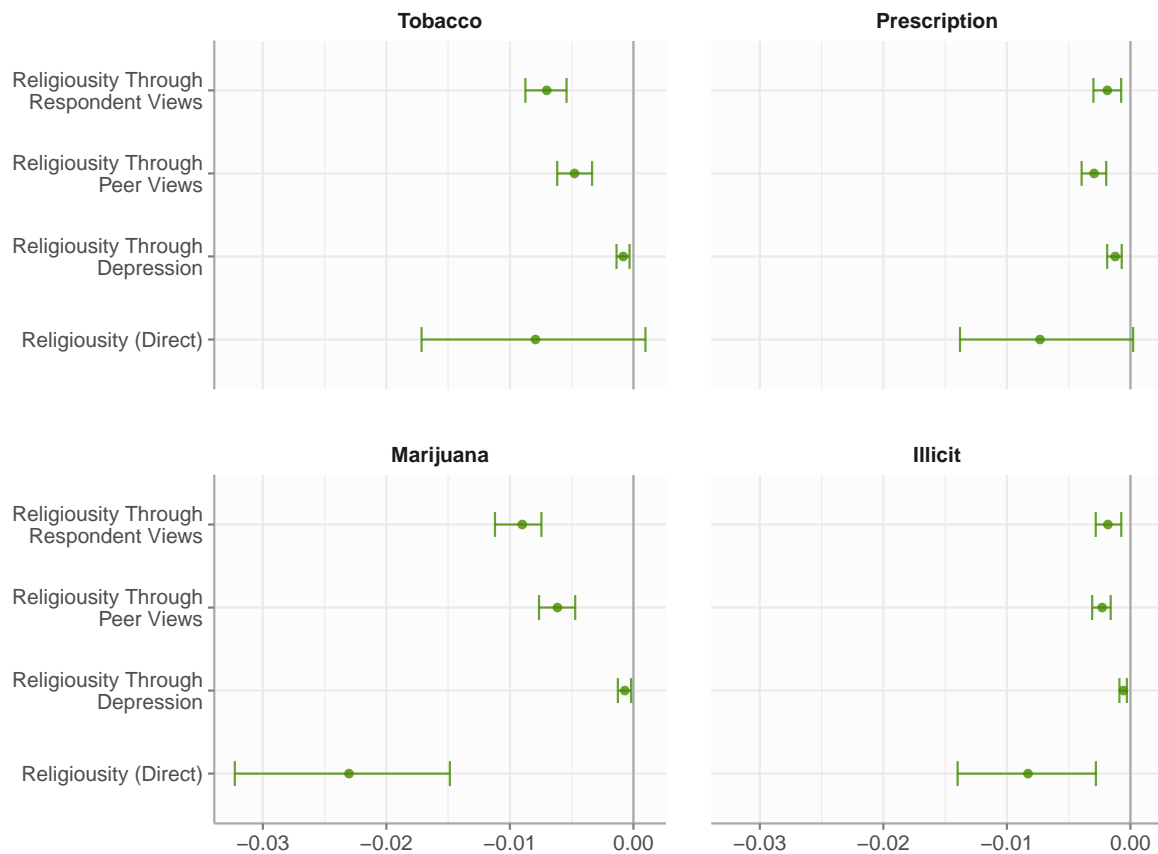 Tobacco
Prescription
Religiousity Through
Respondent Views
Religiousity Through
Peer Views
Religiousity Through
Depression
Religiousity (Direct)
Marijuana
Illicit
Religiousity Through
Respondent Views
Religiousity Through
Peer Views
Religiousity Through
Depression
Religiousity (Direct)
−0.03 −0.02 −0.01 0.00
−0.03 −0.02 −0.01 0.00